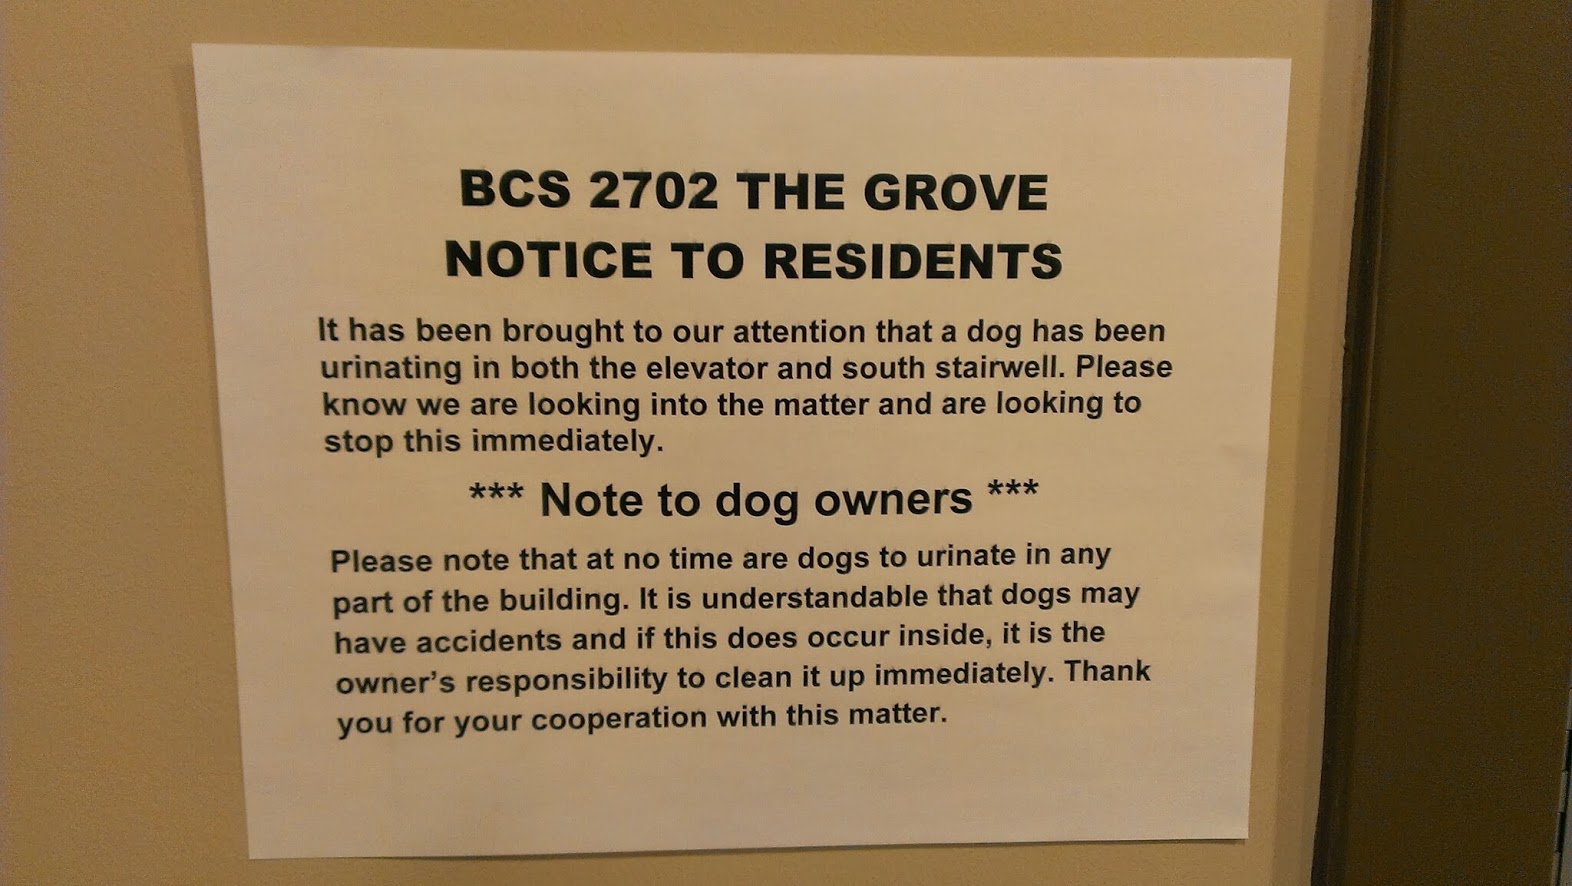 BCS 2702 THE GROVE
NOTICE TO RESIDENTS
It has been brought to our attention that a dog has been
urinating in both the elevator and south stairwell. Please
know we are looking into the matter and are looking to
stop this immediately.
*** Note to dog owners ***
Please note that at no time are dogs to urinate in any
part of the building. It is understandable that dogs may
have accidents and if this does occur inside, it is the
owner’s responsibility to clean it up immediately. Thank
you for your cooperation with this matter.